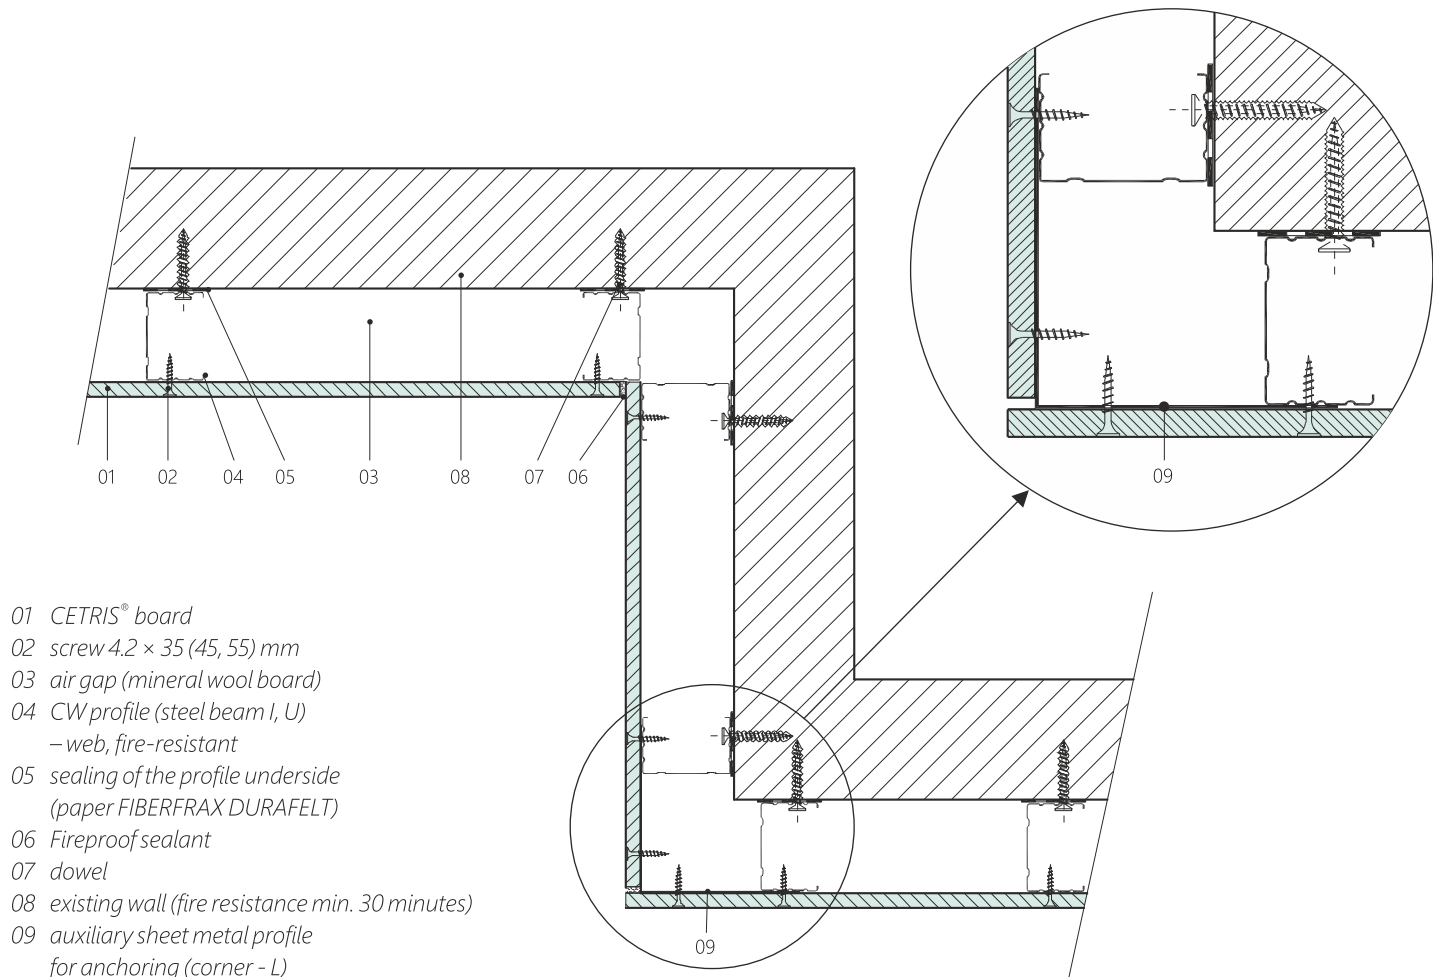 09
01 02 04 05 03 08 07 06
01 CETRIS® board
02 screw 4.2 × 35 (45, 55) mm
03 air gap (mineral wool board)
04 CW profile (steel beam I, U)
– web, fire-resistant
05 sealing of the profile underside
(paper FIBERFRAX DURAFELT)
06 Fireproof sealant
07 dowel
08 existing wall (fire resistance min. 30 minutes)
09 auxiliary sheet metal profile
for anchoring (corner - L)
09